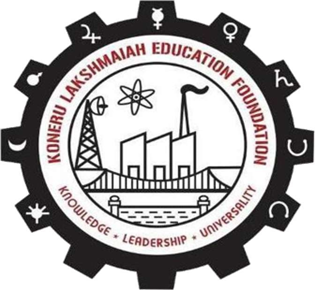 KONERU LAKSHMAIAH EDUCATION FOUNDATION
KNOWLEDGE * LEADERSHIP * UNIVERSALITY